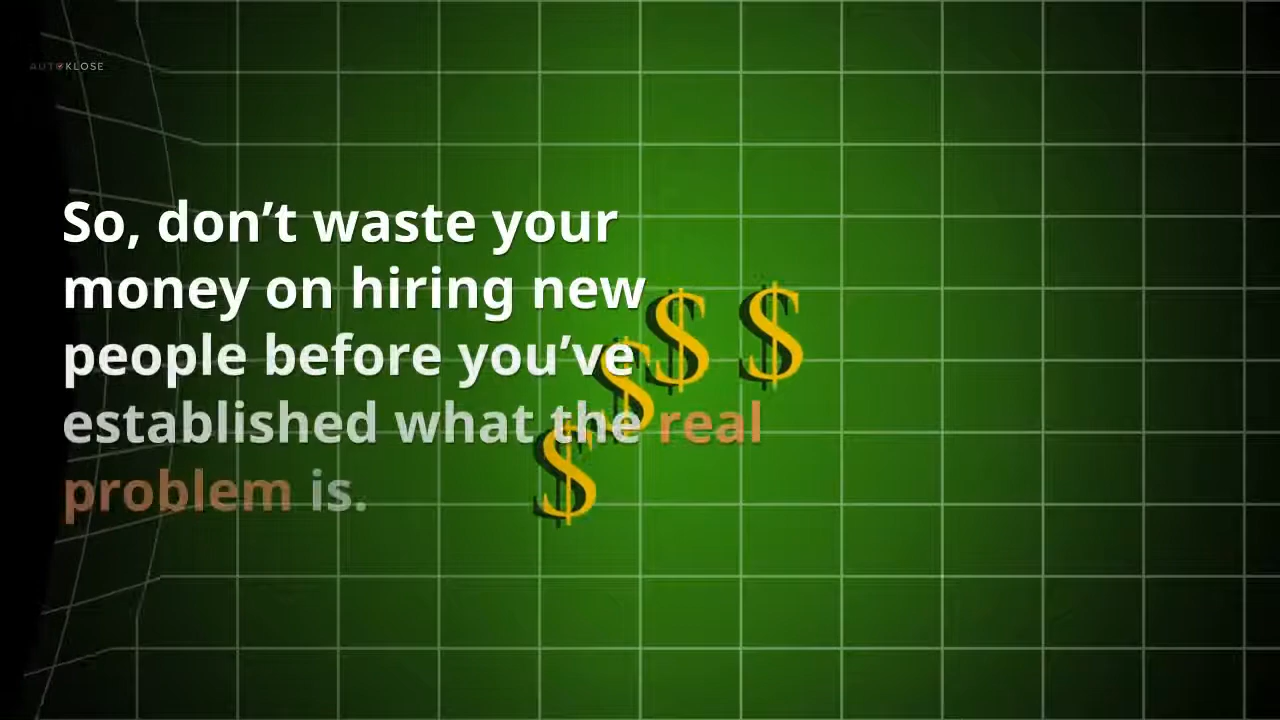 AUTOKLOSE
So, don’t waste your
money on hiring new
people before you’ve
established what the real
problem is.
$ $
$
$